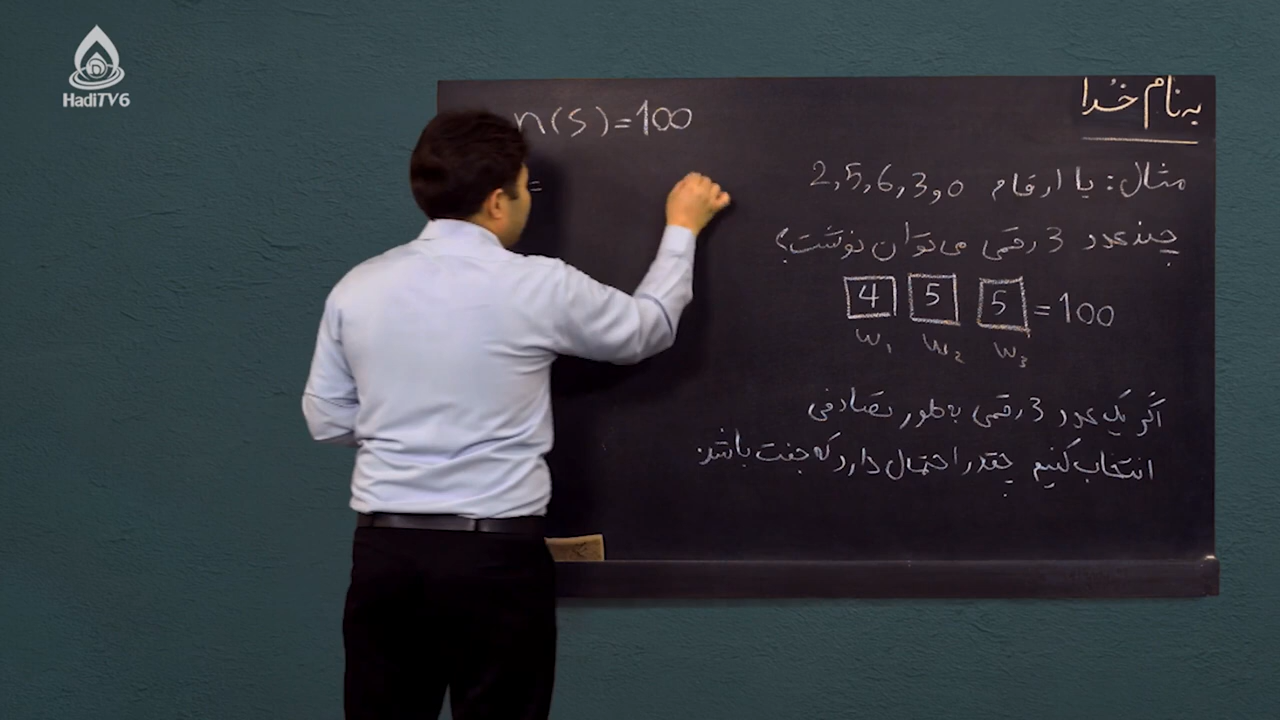 HadiTV6
به نام خدا
n(s)=100
=
مثال: با ارقام 2,5,6,3,0
چند عدد 3 رقمی می توان نوشت؟
4 5 5 =100
w₁ w₂ w₃
اگر یک عدد 3 رقمی به طور تصادفی
انتخاب کنیم چقدر احتمال دارد که جفت باشد.